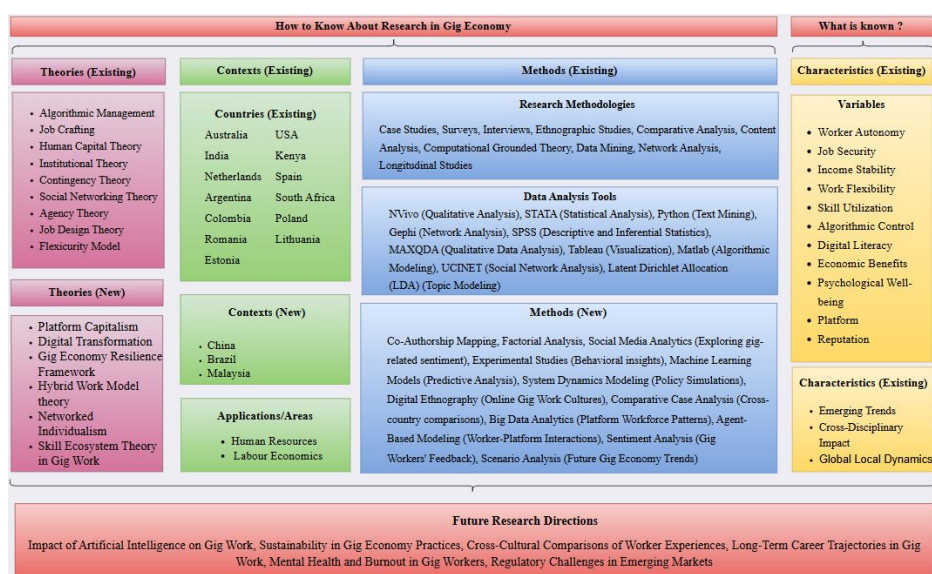 How to Know About Research in Gig Economy
What is known ?
Theories (Existing)
• Algorithmic Management
• Job Crafting
• Human Capital Theory
• Institutional Theory
• Contingency Theory
• Social Networking Theory
• Agency Theory
• Job Design Theory
• Flexicurity Model
Theories (New)
• Platform Capitalism
• Digital Transformation
• Gig Economy Resilience
Framework
• Hybrid Work Model
theory
• Networked
Individualism
• Skill Ecosystem Theory
in Gig Work
Contexts (Existing)
Countries (Existing)
Australia USA
India Kenya
Netherlands Spain
Argentina South Africa
Colombia Poland
Romania Lithuania
Estonia
Contexts (New)
• China
• Brazil
• Malaysia
Applications/Areas
• Human Resources
• Labour Economics
Methods (Existing)
Research Methodologies
Case Studies, Surveys, Interviews, Ethnographic Studies, Comparative Analysis, Content
Analysis, Computational Grounded Theory, Data Mining, Network Analysis,
Longitudinal Studies
Data Analysis Tools
NVivo (Qualitative Analysis), STATA (Statistical Analysis), Python (Text Mining),
Gephi (Network Analysis), SPSS (Descriptive and Inferential Statistics),
MAXQDA (Qualitative Data Analysis), Tableau (Visualization), Matlab (Algorithmic
Modeling), UCINET (Social Network Analysis), Latent Dirichlet Allocation
(LDA) (Topic Modeling)
Methods (New)
Co-Authorship Mapping, Factorial Analysis, Social Media Analytics (Exploring gig-
related sentiment), Experimental Studies (Behavioral insights), Machine Learning
Models (Predictive Analysis), System Dynamics Modeling (Policy Simulations),
Digital Ethnography (Online Gig Work Cultures), Comparative Case Analysis (Cross-
country comparisons), Big Data Analytics (Platform Workforce Patterns), Agent-
Based Modeling (Worker-Platform Interactions), Sentiment Analysis (Gig
Workers' Feedback), Scenario Analysis (Future Gig Economy Trends)
Characteristics (Existing)
Variables
• Worker Autonomy
• Job Security
• Income Stability
• Work Flexibility
• Skill Utilization
• Algorithmic Control
• Digital Literacy
• Economic Benefits
• Psychological Well-
being
• Platform
• Reputation
Characteristics (Existing)
• Emerging Trends
• Cross-Disciplinary
Impact
• Global Local Dynamics
Future Research Directions
Impact of Artificial Intelligence on Gig Work, Sustainability in Gig Economy Practices, Cross-Cultural Comparisons of Worker Experiences, Long-Term Career Trajectories in Gig
Work, Mental Health and Burnout in Gig Workers, Regulatory Challenges in Emerging Markets